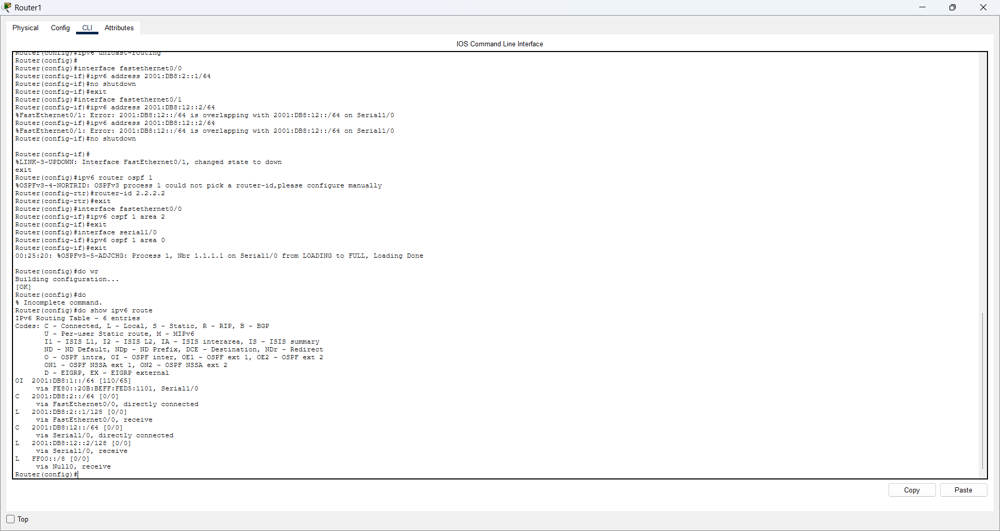 Router1
Physical Config CLI Attributes
IOS Command Line Interface
Router(config)#ipv6 unicast-routing
Router(config)#
Router(config)#interface fastethernet0/0
Router(config-if)#ipv6 address 2001:DB8:2::1/64
Router(config-if)#no shutdown
Router(config-if)#exit
Router(config)#interface fastethernet0/1
Router(config-if)#ipv6 address 2001:DB8:12::2/64
%FastEthernet0/1: Error: 2001:DB8:12::/64 is overlapping with 2001:DB8:12::/64 on Serial1/0
Router(config-if)#ipv6 address 2001:DB8:12::2/64
%FastEthernet0/1: Error: 2001:DB8:12::/64 is overlapping with 2001:DB8:12::/64 on Serial1/0
Router(config-if)#no shutdown
Router(config-if)#
%LINK-3-UPDOWN: Interface FastEthernet0/1, changed state to down
exit
Router(config)#ipv6 router ospf 1
%OSPFv3-4-NORTRID: OSPFv3 process 1 could not pick a router-id,please configure manually
Router(config-rtr)#router-id 2.2.2.2
Router(config-rtr)#exit
Router(config)#interface fastethernet0/0
Router(config-if)#ipv6 ospf 1 area 2
Router(config-if)#exit
Router(config)#interface serial1/0
Router(config-if)#ipv6 ospf 1 area 0
Router(config-if)#exit
00:25:20: %OSPFv3-5-ADJCHG: Process 1, Nbr 1.1.1.1 on Serial1/0 from LOADING to FULL, Loading Done
Router(config)#do wr
Building configuration...
[OK]
Router(config)#do
% Incomplete command.
Router(config)#do show ipv6 route
IPv6 Routing Table - 6 entries
Codes: C - Connected, L - Local, S - Static, R - RIP, B - BGP
U - Per-user Static route, M - MIPv6
I1 - ISIS L1, I2 - ISIS L2, IA - ISIS interarea, IS - ISIS summary
ND - ND Default, NDp - ND Prefix, DCE - Destination, NDr - Redirect
O - OSPF intra, OI - OSPF inter, OE1 - OSPF ext 1, OE2 - OSPF ext 2
ON1 - OSPF NSSA ext 1, ON2 - OSPF NSSA ext 2
D - EIGRP, EX - EIGRP external
OI 2001:DB8:1::/64 [110/65]
via FE80::20B:BEFF:FED5:1101, Serial1/0
C 2001:DB8:2::/64 [0/0]
via FastEthernet0/0, directly connected
L 2001:DB8:2::1/128 [0/0]
via FastEthernet0/0, receive
C 2001:DB8:12::/64 [0/0]
via Serial1/0, directly connected
L 2001:DB8:12::2/128 [0/0]
via Serial1/0, receive
L FF00::/8 [0/0]
via Null0, receive
Router(config)#
Copy Paste
Top